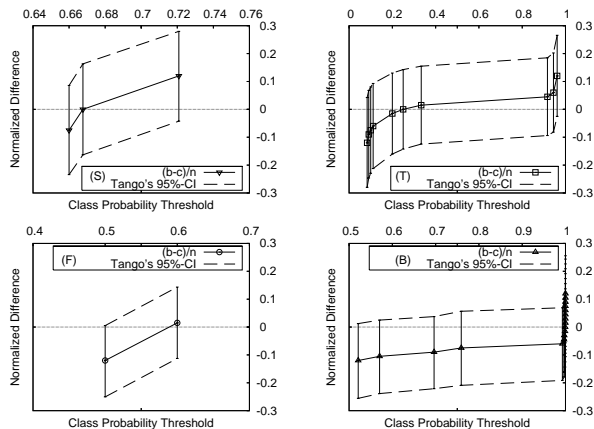 0.64 0.66 0.68 0.7 0.72 0.74 0.76
0.3
0.2
0.1
0
-0.1
-0.2
-0.3
Normalized Difference
Class Probability Threshold
(S)
(b-c)/n
Tango's 95%-CI
0 0.2 0.4 0.6 0.8 1
0.3
0.2
0.1
0
-0.1
-0.2
-0.3
Normalized Difference
Class Probability Threshold
(T)
(b-c)/n
Tango's 95%-CI
0.4 0.5 0.6 0.7
0.3
0.2
0.1
0
-0.1
-0.2
-0.3
Normalized Difference
Class Probability Threshold
(F)
(b-c)/n
Tango's 95%-CI
0.5 0.6 0.7 0.8 0.9 1
0.3
0.2
0.1
0
-0.1
-0.2
-0.3
Normalized Difference
Class Probability Threshold
(B)
(b-c)/n
Tango's 95%-CI